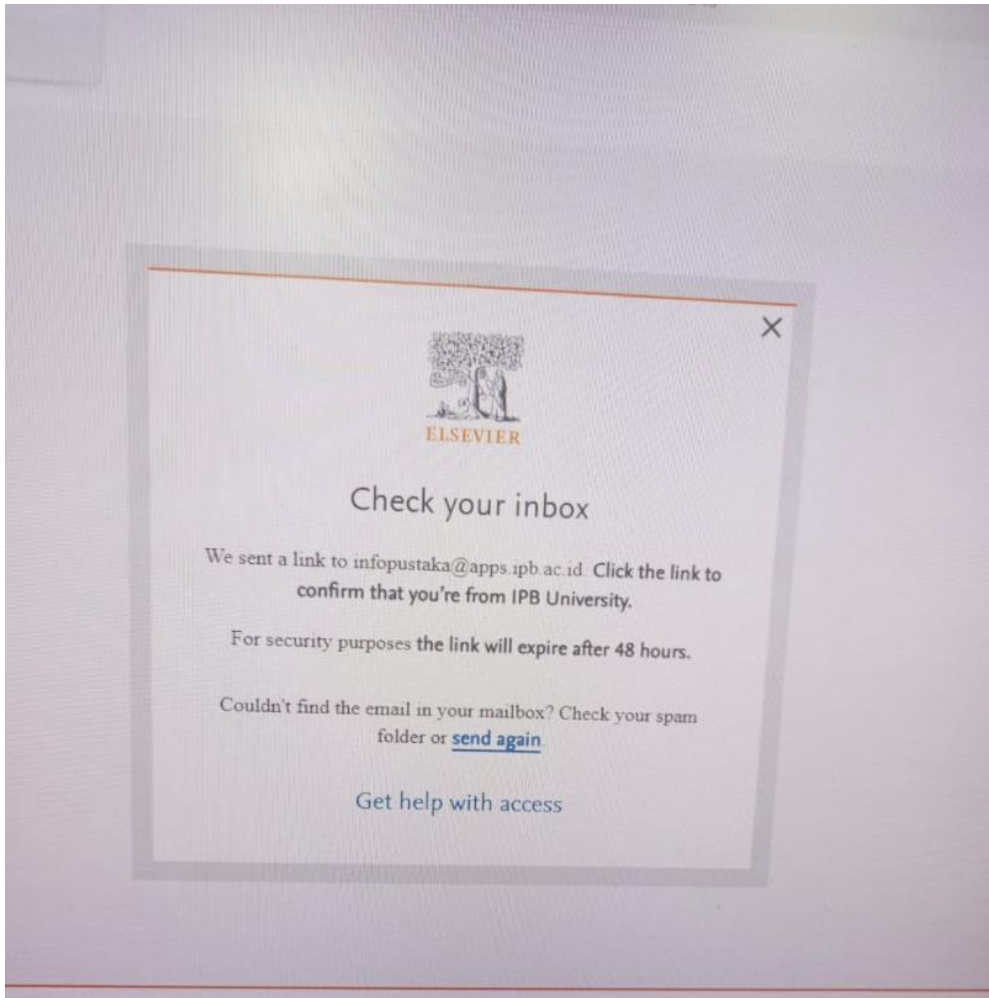 ELSEVIER
Check your inbox
We sent a link to infopustaka@apps.ipb.ac.id. Click the link to
confirm that you're from IPB University.
For security purposes the link will expire after 48 hours.
Couldn't find the email in your mailbox? Check your spam
folder or send again.
Get help with access